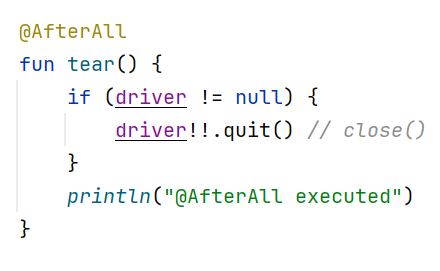 @AfterAll
fun tear() {
    if (driver != null) {
        driver!!.quit() // close()
    }
    println("@AfterAll executed")
}